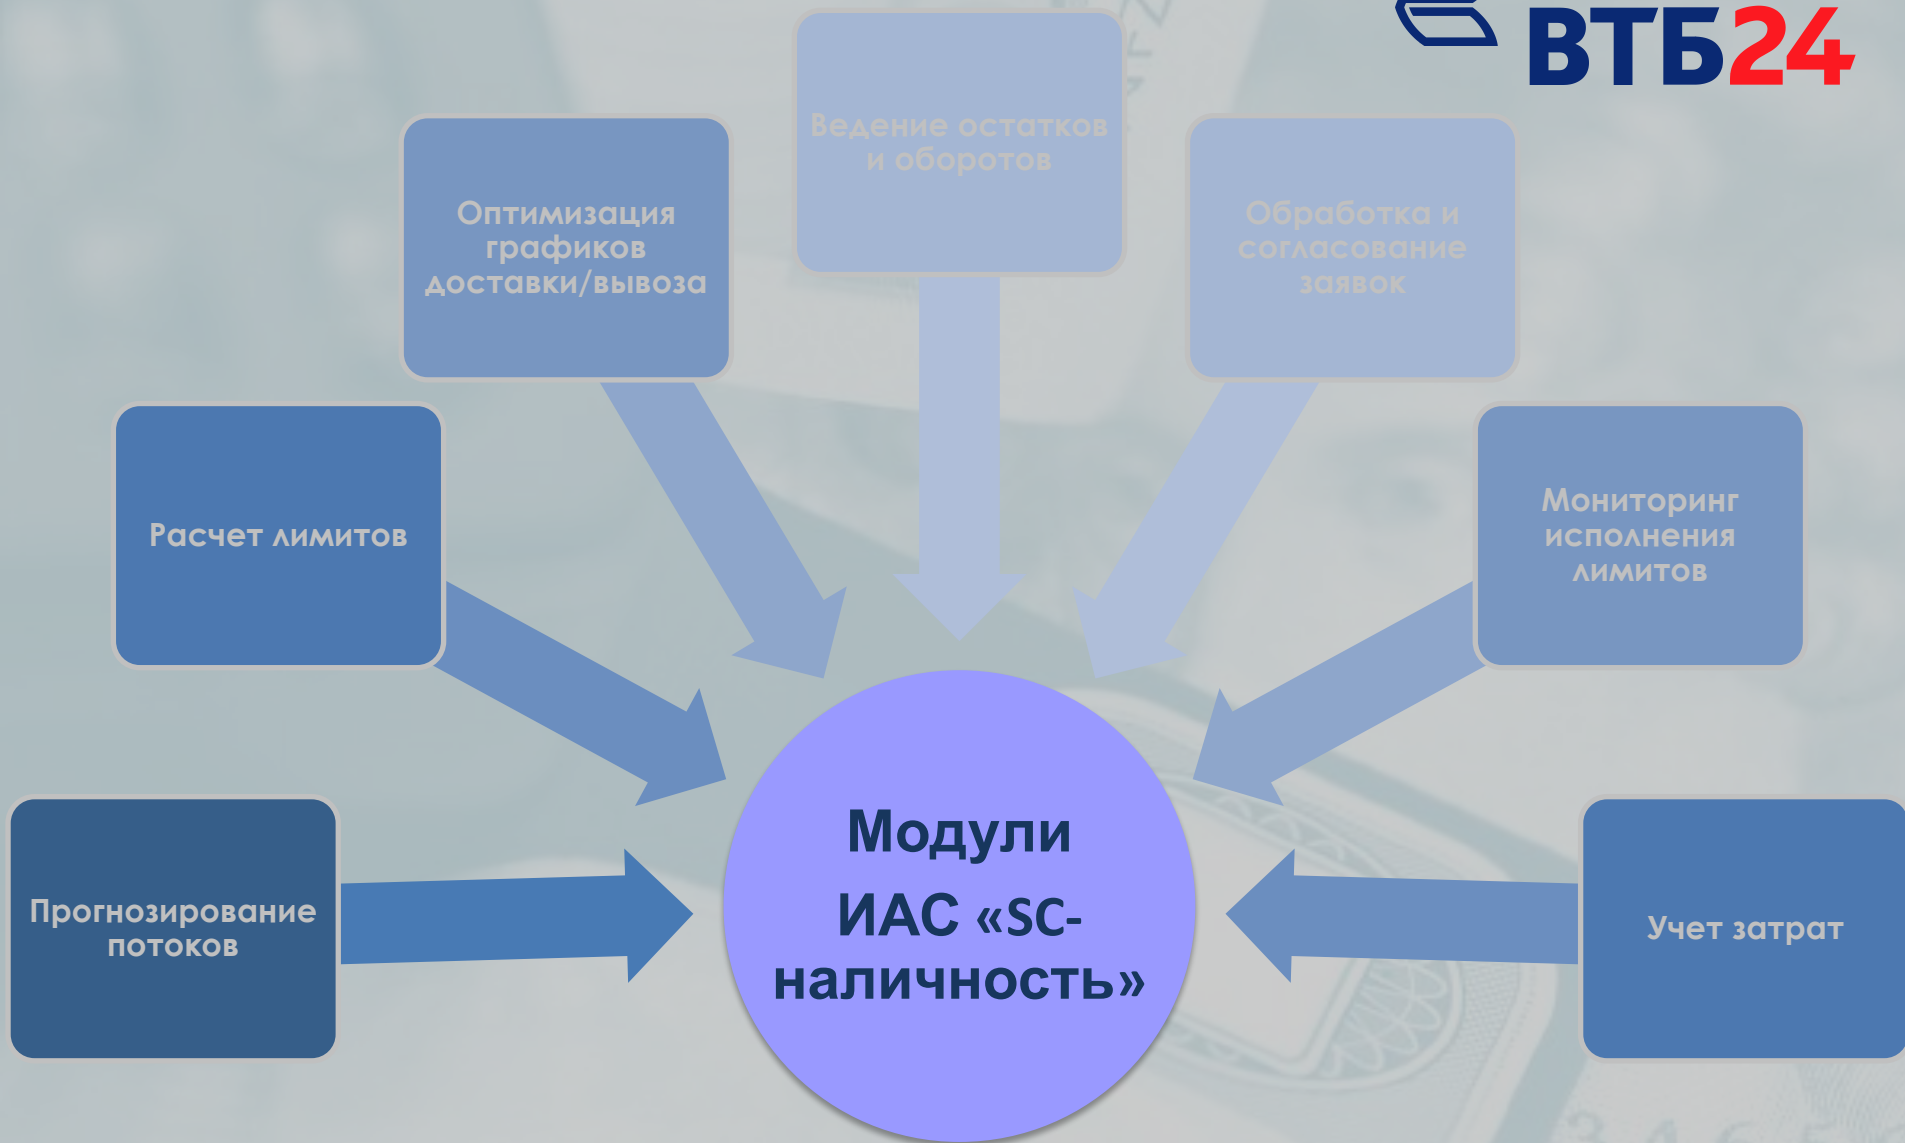 ВТБ24
Ведение остатков
и оборотов
Оптимизация
графиков
доставки/вывоза
Обработка и
согласование
заявок
Расчет лимитов
Мониторинг
исполнения
лимитов
Прогнозирование
потоков
Учет затрат
Модули
ИАС «SC-
наличность»